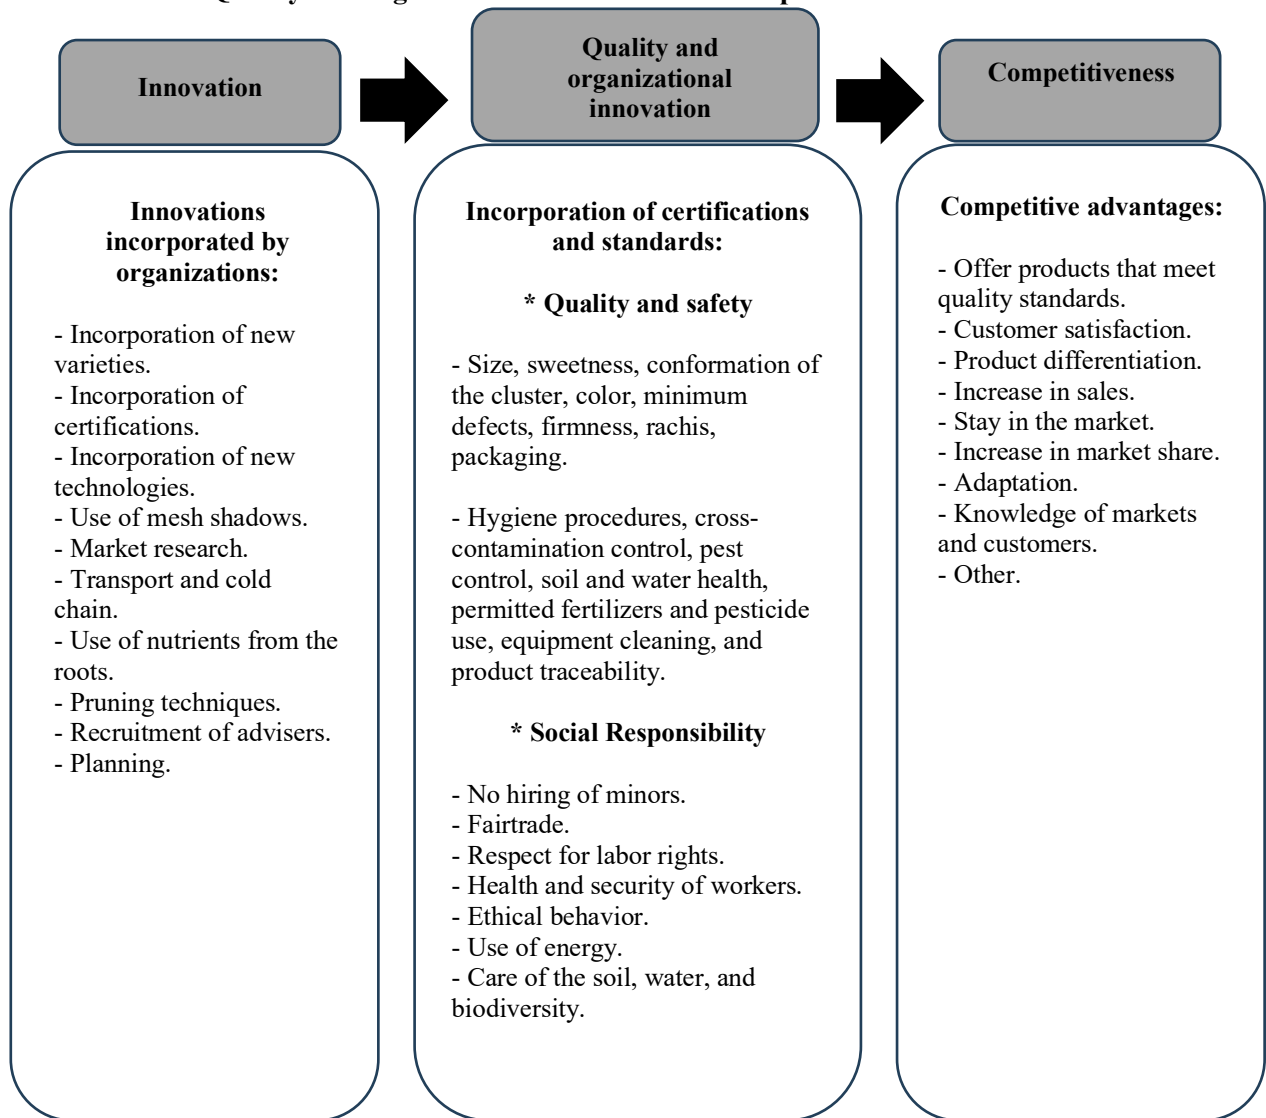 Innovation
Quality and
organizational
innovation
Competitiveness
Innovations
incorporated by
organizations:
- Incorporation of new
varieties.
- Incorporation of
certifications.
- Incorporation of new
technologies.
- Use of mesh shadows.
- Market research.
- Transport and cold
chain.
- Use of nutrients from the
roots.
- Pruning techniques.
- Recruitment of advisers.
- Planning.
Incorporation of certifications
and standards:
* Quality and safety
- Size, sweetness, conformation of
the cluster, color, minimum
defects, firmness, rachis,
packaging.
- Hygiene procedures, cross-
contamination control, pest
control, soil and water health,
permitted fertilizers and pesticide
use, equipment cleaning, and
product traceability.
* Social Responsibility
- No hiring of minors.
- Fairtrade.
- Respect for labor rights.
- Health and security of workers.
- Ethical behavior.
- Use of energy.
- Care of the soil, water, and
biodiversity.
Competitive advantages:
- Offer products that meet
quality standards.
- Customer satisfaction.
- Product differentiation.
- Increase in sales.
- Stay in the market.
- Increase in market share.
- Adaptation.
- Knowledge of markets
and customers.
- Other.